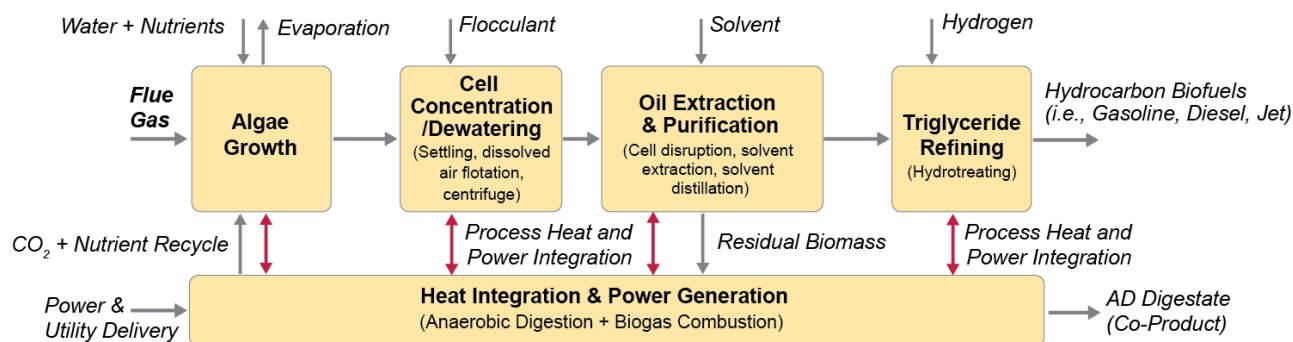 Water + Nutrients
Evaporation
Flocculant
Solvent
Hydrogen
Flue
Gas
Algae
Growth
Cell
Concentration
/Dewatering
(Settling, dissolved
air flotation,
centrifuge)
Oil Extraction
& Purification
(Cell disruption, solvent
extraction, solvent
distillation)
Triglyceride
Refining
(Hydrotreating)
Hydrocarbon Biofuels
(i.e., Gasoline, Diesel, Jet)
CO₂ + Nutrient Recycle
Process Heat and
Power Integration
Residual Biomass
Process Heat and
Power Integration
Power &
Utility Delivery
Heat Integration & Power Generation
(Anaerobic Digestion + Biogas Combustion)
AD Digestate
(Co-Product)